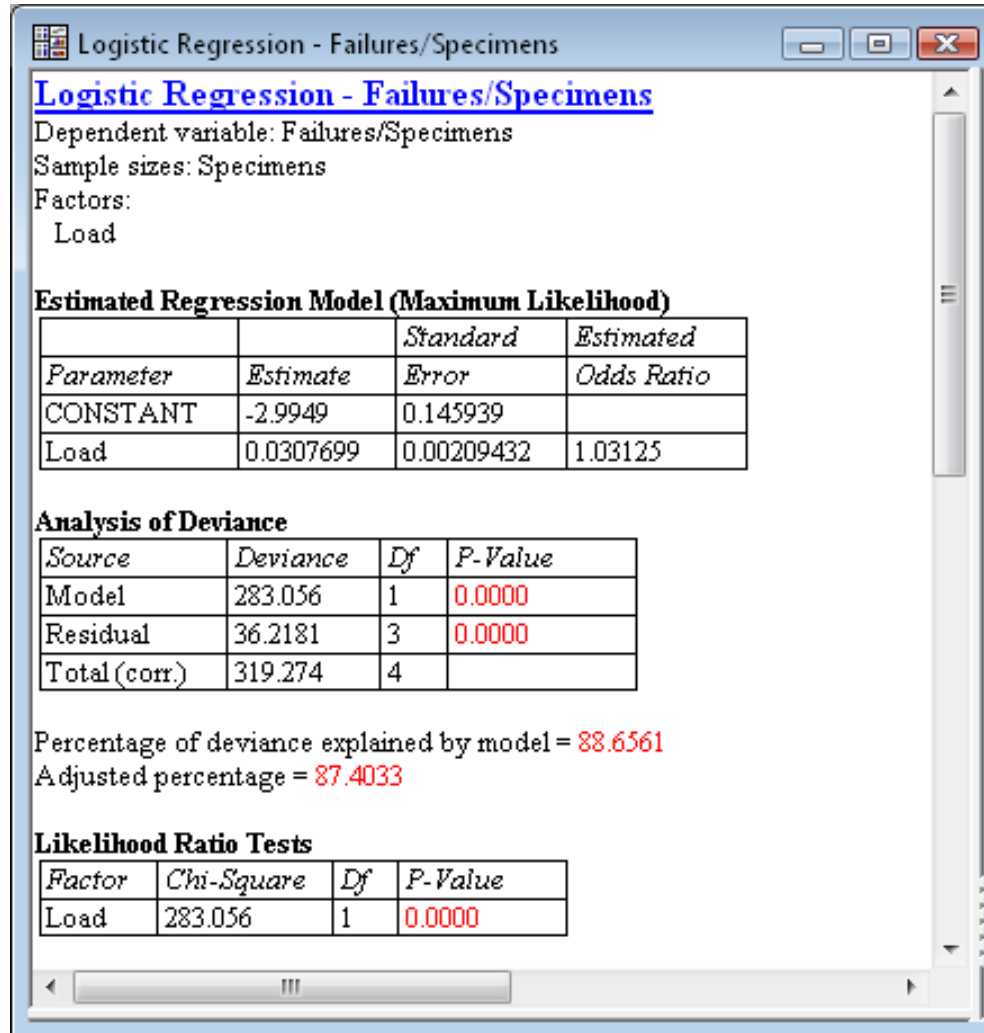 Logistic Regression - Failures/Specimens
Logistic Regression - Failures/Specimens
Dependent variable: Failures/Specimens
Sample sizes: Specimens
Factors:
Load
Estimated Regression Model (Maximum Likelihood)
Standard Estimated
Parameter Estimate Error Odds Ratio
CONSTANT -2.9949 0.145939
Load 0.0307699 0.00209432 1.03125
Analysis of Deviance
Source Deviance Df P-Value
Model 283.056 1 0.0000
Residual 36.2181 3 0.0000
Total (corr.) 319.274 4
Percentage of deviance explained by model = 88.6561
Adjusted percentage = 87.4033
Likelihood Ratio Tests
Factor Chi-Square Df P-Value
Load 283.056 1 0.0000